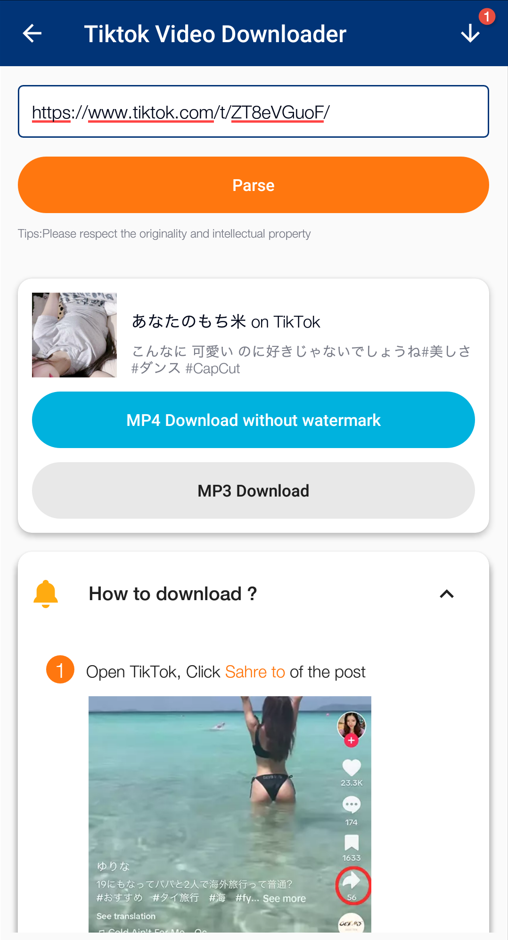 Tiktok Video Downloader
1
https://www.tiktok.com/t/ZT8eVGuoF/
Parse
Tips:Please respect the originality and intellectual property
あなたのもち米 on TikTok
こんなに 可愛い のに好きじゃないでしょうね#美しさ
#ダンス #CapCut
MP4 Download without watermark
MP3 Download
How to download ?
1
Open TikTok, Click Sahre to of the post
23.3K
174
1633
56
ゆりな
19にもなってパパと2人で海外旅行って普通?
#おすすめ #タイ旅行 #海 #fy... See more
See translation